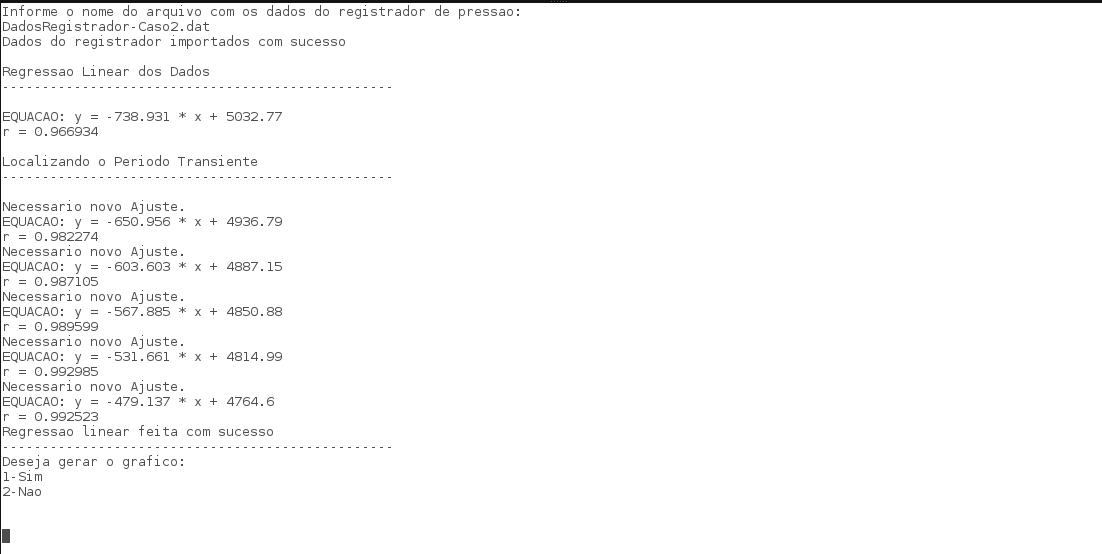 Informe o nome do arquivo com os dados do registrador de pressao:
DadosRegistrador-Caso2.dat
Dados do registrador importados com sucesso
Regressao Linear dos Dados
-------------------------------------------------
EQUACAO: y = -738.931 * x + 5032.77
r = 0.966934
Localizando o Periodo Transiente
-------------------------------------------------
Necessario novo Ajuste.
EQUACAO: y = -650.956 * x + 4936.79
r = 0.982274
Necessario novo Ajuste.
EQUACAO: y = -603.603 * x + 4887.15
r = 0.987105
Necessario novo Ajuste.
EQUACAO: y = -567.885 * x + 4850.88
r = 0.989599
Necessario novo Ajuste.
EQUACAO: y = -531.661 * x + 4814.99
r = 0.992985
Necessario novo Ajuste.
EQUACAO: y = -479.137 * x + 4764.6
r = 0.992523
Regressao linear feita com sucesso
-------------------------------------------------
Deseja gerar o grafico:
1-Sim
2-Nao